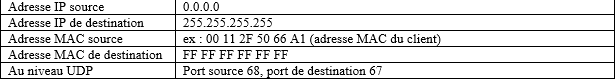 Adresse IP source 0.0.0.0
Adresse IP de destination 255.255.255.255
Adresse MAC source ex : 00 11 2F 50 66 A1 (adresse MAC du client)
Adresse MAC de destination FF FF FF FF FF FF
Au niveau UDP Port source 68, port de destination 67